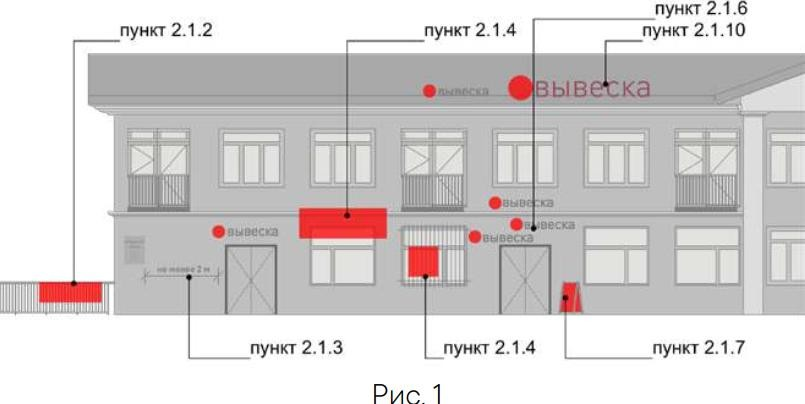 пункт 2.1.6
пункт 2.1.2
пункт 2.1.4
пункт 2.1.10
вывеска
вывеска
вывеска
вывеска
вывеска
вывеска
не менее 2 м
пункт 2.1.3
пункт 2.1.4
пункт 2.1.7
Рис. 1